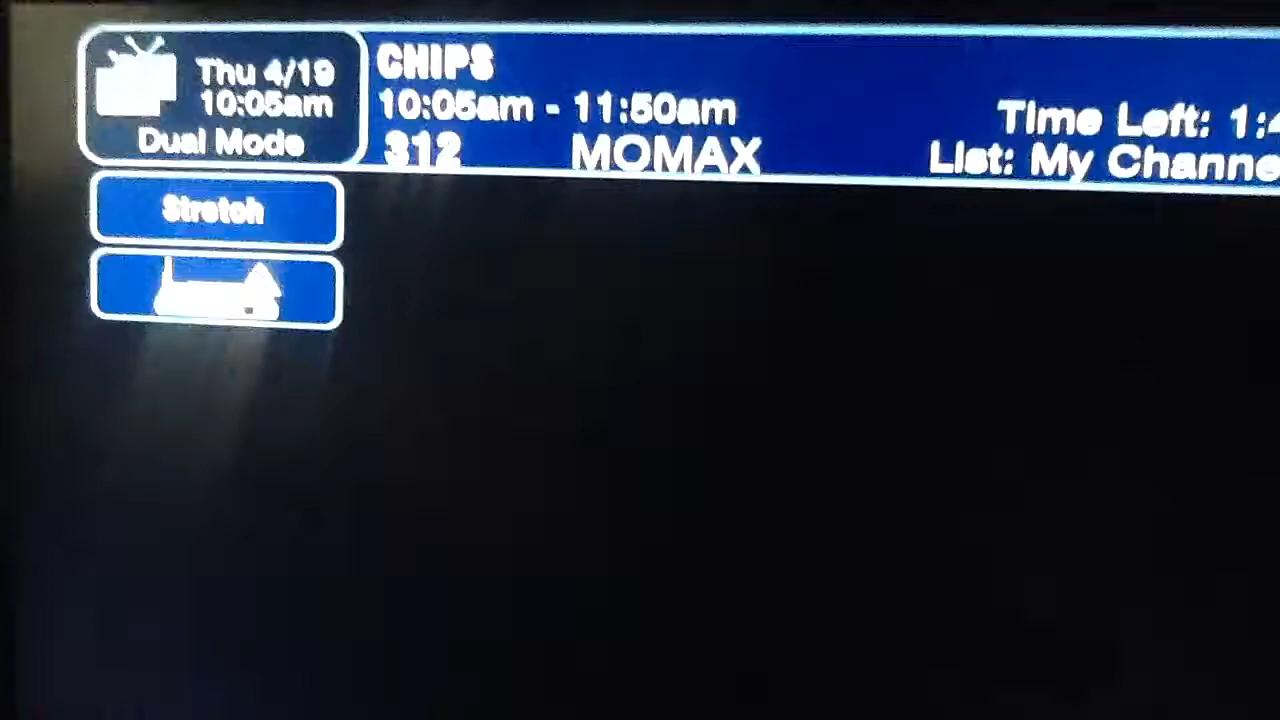 Thu 4/19
10:05am
Dual Mode
CHIPS
10:05am - 11:50am
312 MOMAX
Time Left: 1:4
List: My Channe
Stretch